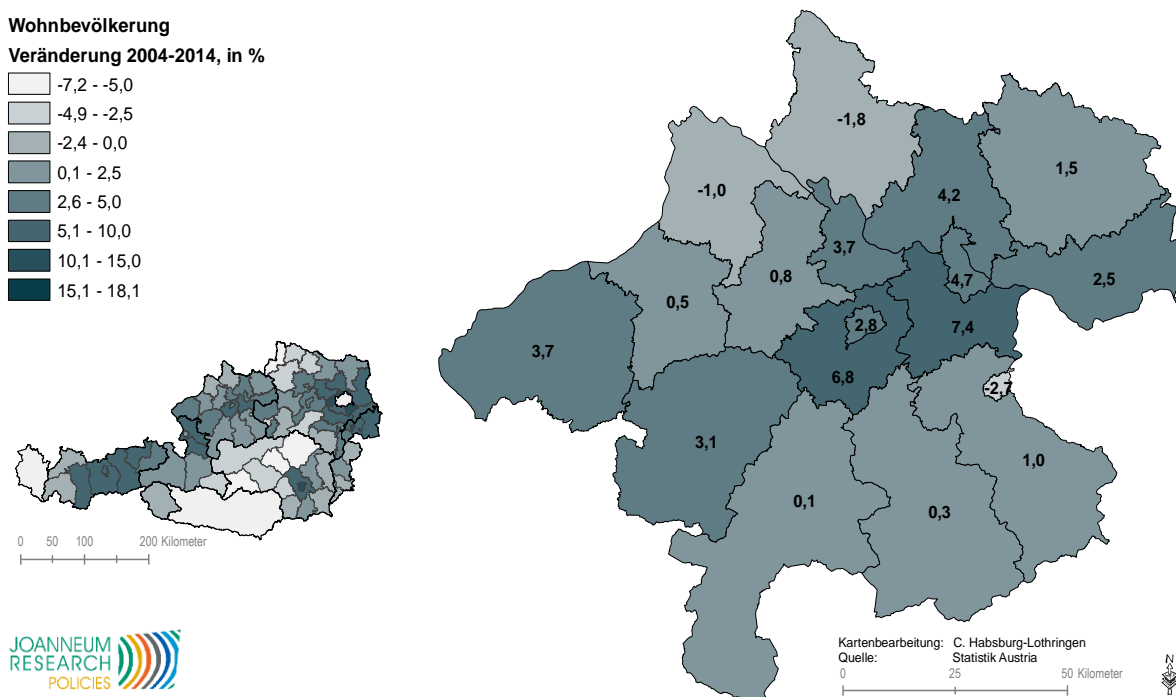 Wohnbevölkerung
Veränderung 2004-2014, in %
-7,2 - -5,0
-4,9 - -2,5
-2,4 - 0,0
0,1 - 2,5
2,6 - 5,0
5,1 - 10,0
10,1 - 15,0
15,1 - 18,1
-1,8
1,5
-1,0
4,2
3,7
0,8
4,7
2,5
0,5
2,8
7,4
3,7
6,8
-2,7
3,1
1,0
0,1
0,3
0 50 100 200 Kilometer
JOANNEUM
RESEARCH
POLICIES
Kartenbearbeitung: C. Habsburg-Lothringen
Quelle: Statistik Austria
0 25 50 Kilometer
N